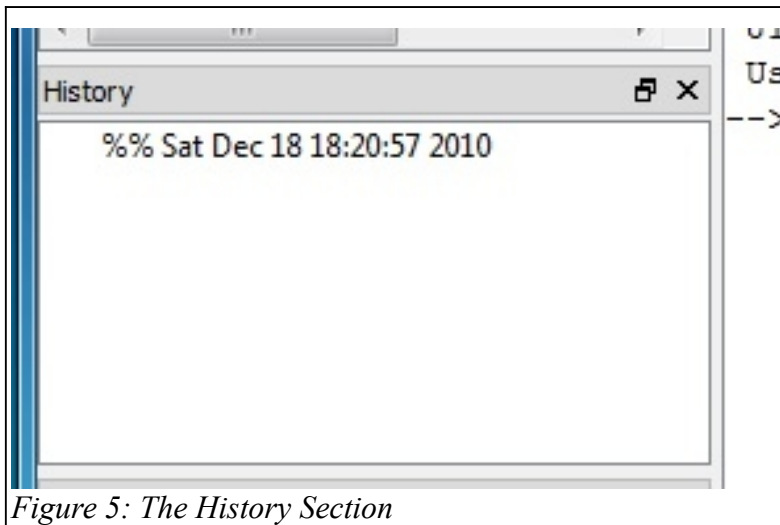 Us
History
-->
%% Sat Dec 18 18:20:57 2010
Figure 5: The History Section